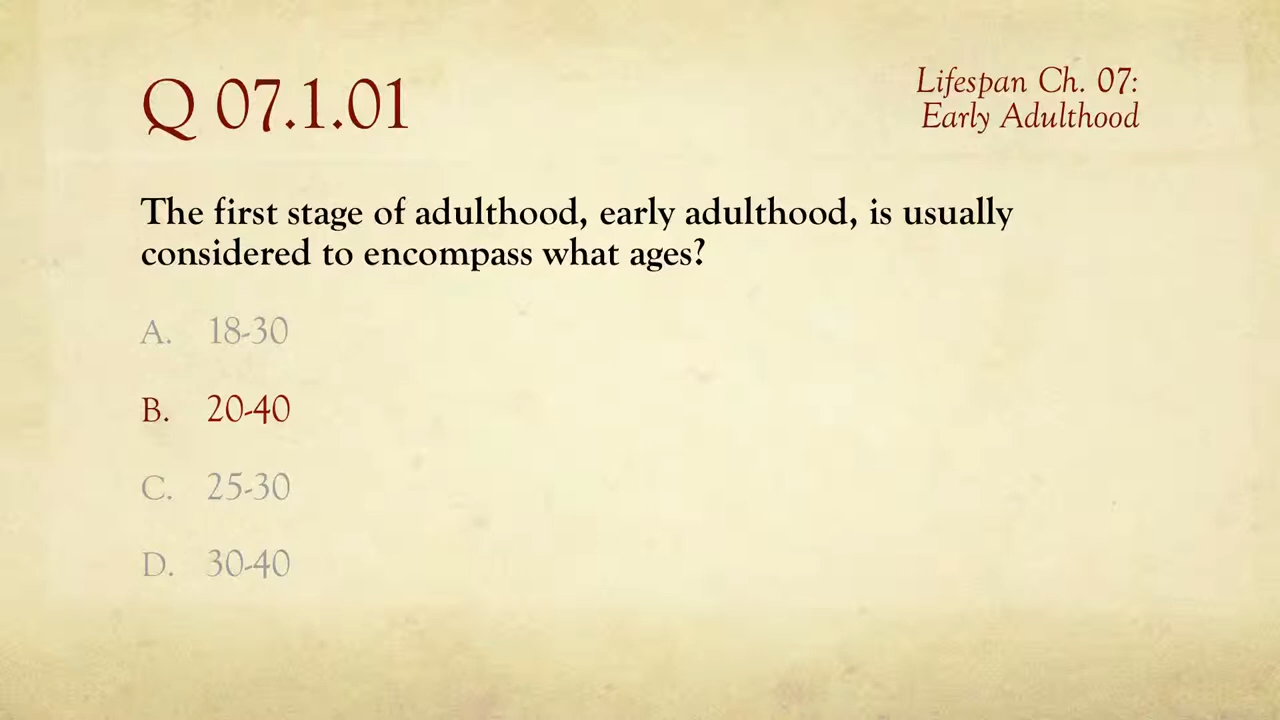 Q 07.1.01
Lifespan Ch. 07:
Early Adulthood
The first stage of adulthood, early adulthood, is usually
considered to encompass what ages?
A. 18-30
B. 20-40
C. 25-30
D. 30-40